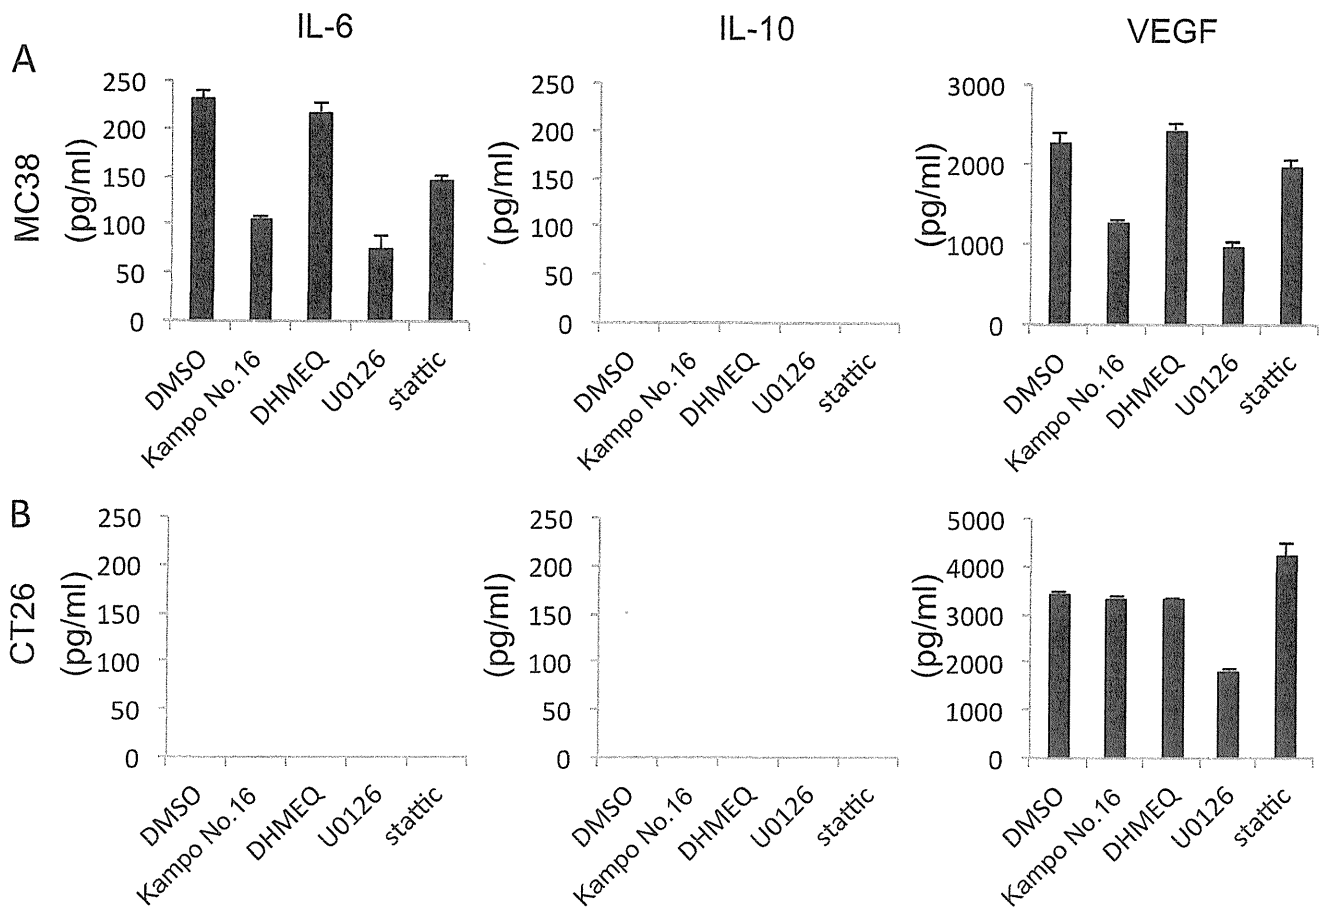 IL-6
IL-10
VEGF
A
MC38
(pg/ml)
250
200
150
100
50
0
DMSO
Kampo No.16
DHMEQ
U0126
stattic
(pg/ml)
250
200
150
100
50
0
DMSO
Kampo No.16
DHMEQ
U0126
stattic
(pg/ml)
3000
2000
1000
0
DMSO
Kampo No.16
DHMEQ
U0126
stattic
B
CT26
(pg/ml)
250
200
150
100
50
0
DMSO
Kampo No.16
DHMEQ
U0126
stattic
(pg/ml)
250
200
150
100
50
0
DMSO
Kampo No.16
DHMEQ
U0126
stattic
(pg/ml)
5000
4000
3000
2000
1000
0
DMSO
Kampo No.16
DHMEQ
U0126
stattic